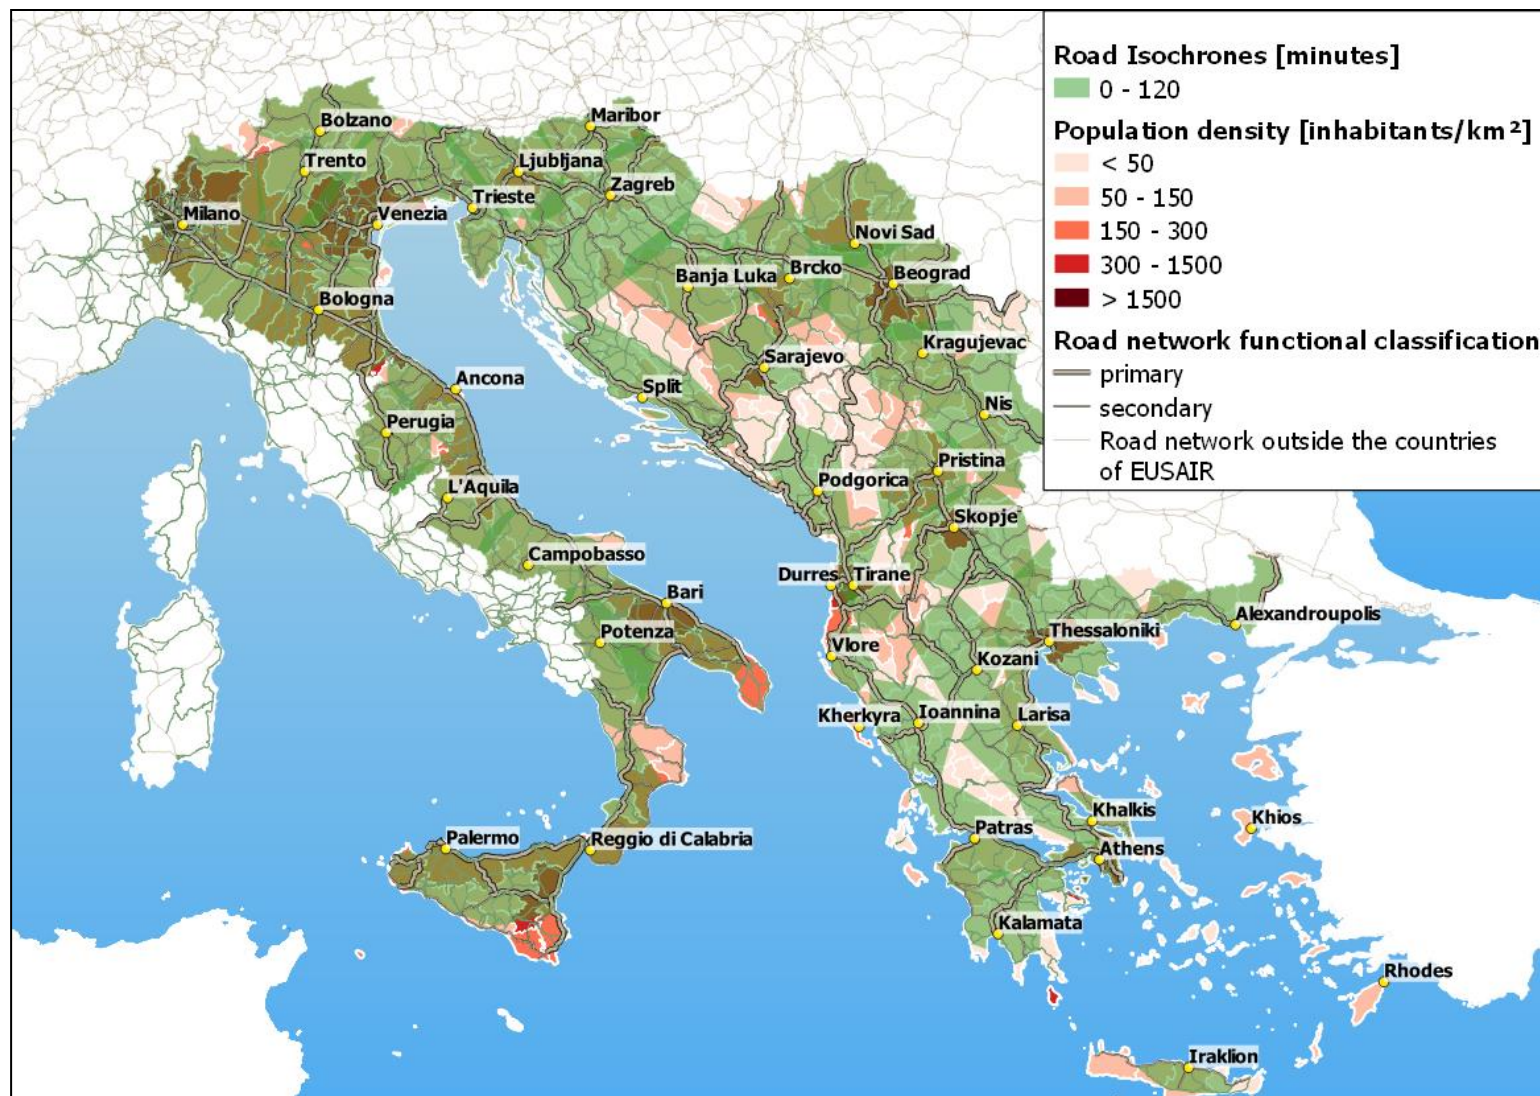 Road Isochrones [minutes]
0 - 120
Population density [inhabitants/km²]
< 50
50 - 150
150 - 300
300 - 1500
> 1500
Road network functional classification
primary
secondary
Road network outside the countries
of EUSAIR
Bolzano
Maribor
Trento
Ljubljana
Zagreb
Milano
Venezia
Trieste
Novi Sad
Banja Luka
Brcko
Beograd
Bologna
Kragujevac
Sarajevo
Ancona
Split
Nis
Perugia
Pristina
L'Aquila
Podgorica
Skopje
Campobasso
Durres
Tirane
Bari
Alexandroupolis
Potenza
Thessaloniki
Vlore
Kozani
Kherkyra
Ioannina
Larisa
Khalkis
Khios
Patras
Palermo
Reggio di Calabria
Athens
Kalamata
Rhodes
Iraklion